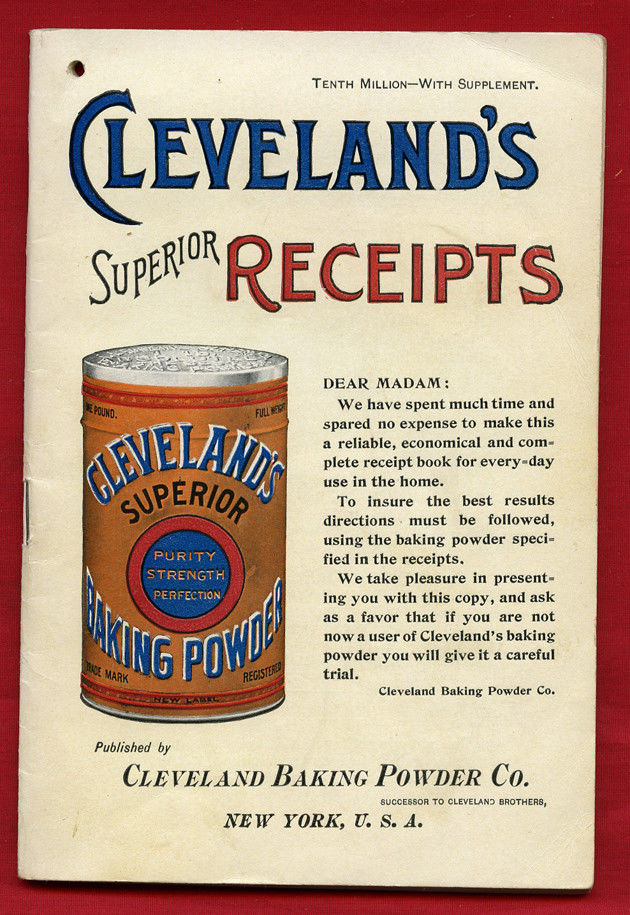 TENTH MILLION—WITH SUPPLEMENT.
CLEVELAND'S
SUPERIOR RECEIPTS
ONE POUND. FULL WEIGHT
CLEVELAND'S
SUPERIOR
PURITY
STRENGTH
PERFECTION
BAKING POWDER
TRADE MARK REGISTERED
NEW LABEL
DEAR MADAM:
We have spent much time and
spared no expense to make this
a reliable, economical and com-
plete receipt book for every-day
use in the home.
To insure the best results
directions must be followed,
using the baking powder speci-
fied in the receipts.
We take pleasure in present-
ing you with this copy, and ask
as a favor that if you are not
now a user of Cleveland's baking
powder you will give it a careful
trial.
Cleveland Baking Powder Co.
Published by
CLEVELAND BAKING POWDER CO.
SUCCESSOR TO CLEVELAND BROTHERS,
NEW YORK, U. S. A.